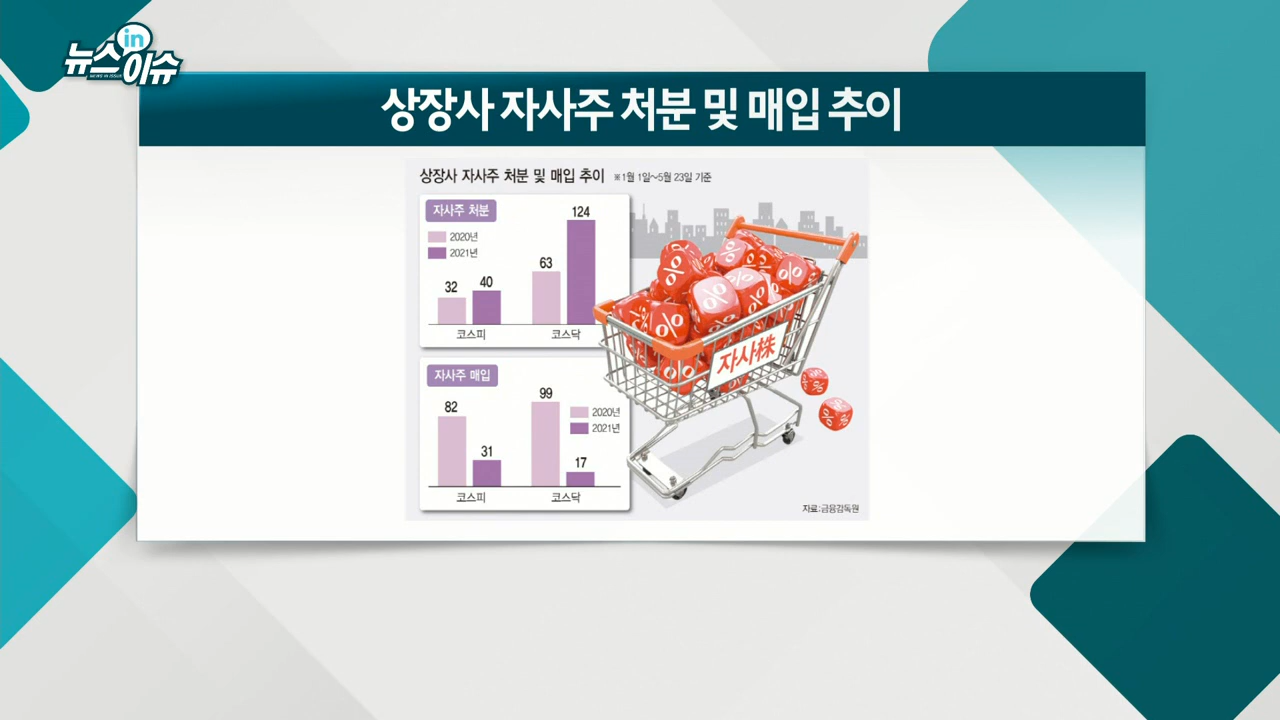 뉴스 in 이슈
NEWS IN ISSUE
상장사 자사주 처분 및 매입 추이
상장사 자사주 처분 및 매입 추이 ※1월 1일~5월 23일 기준
자사주 처분
2020년
2021년
32
40
63
124
코스피
코스닥
자사주 매입
82
31
99
17
2020년
2021년
코스피
코스닥
%
자사株
자료:금융감독원